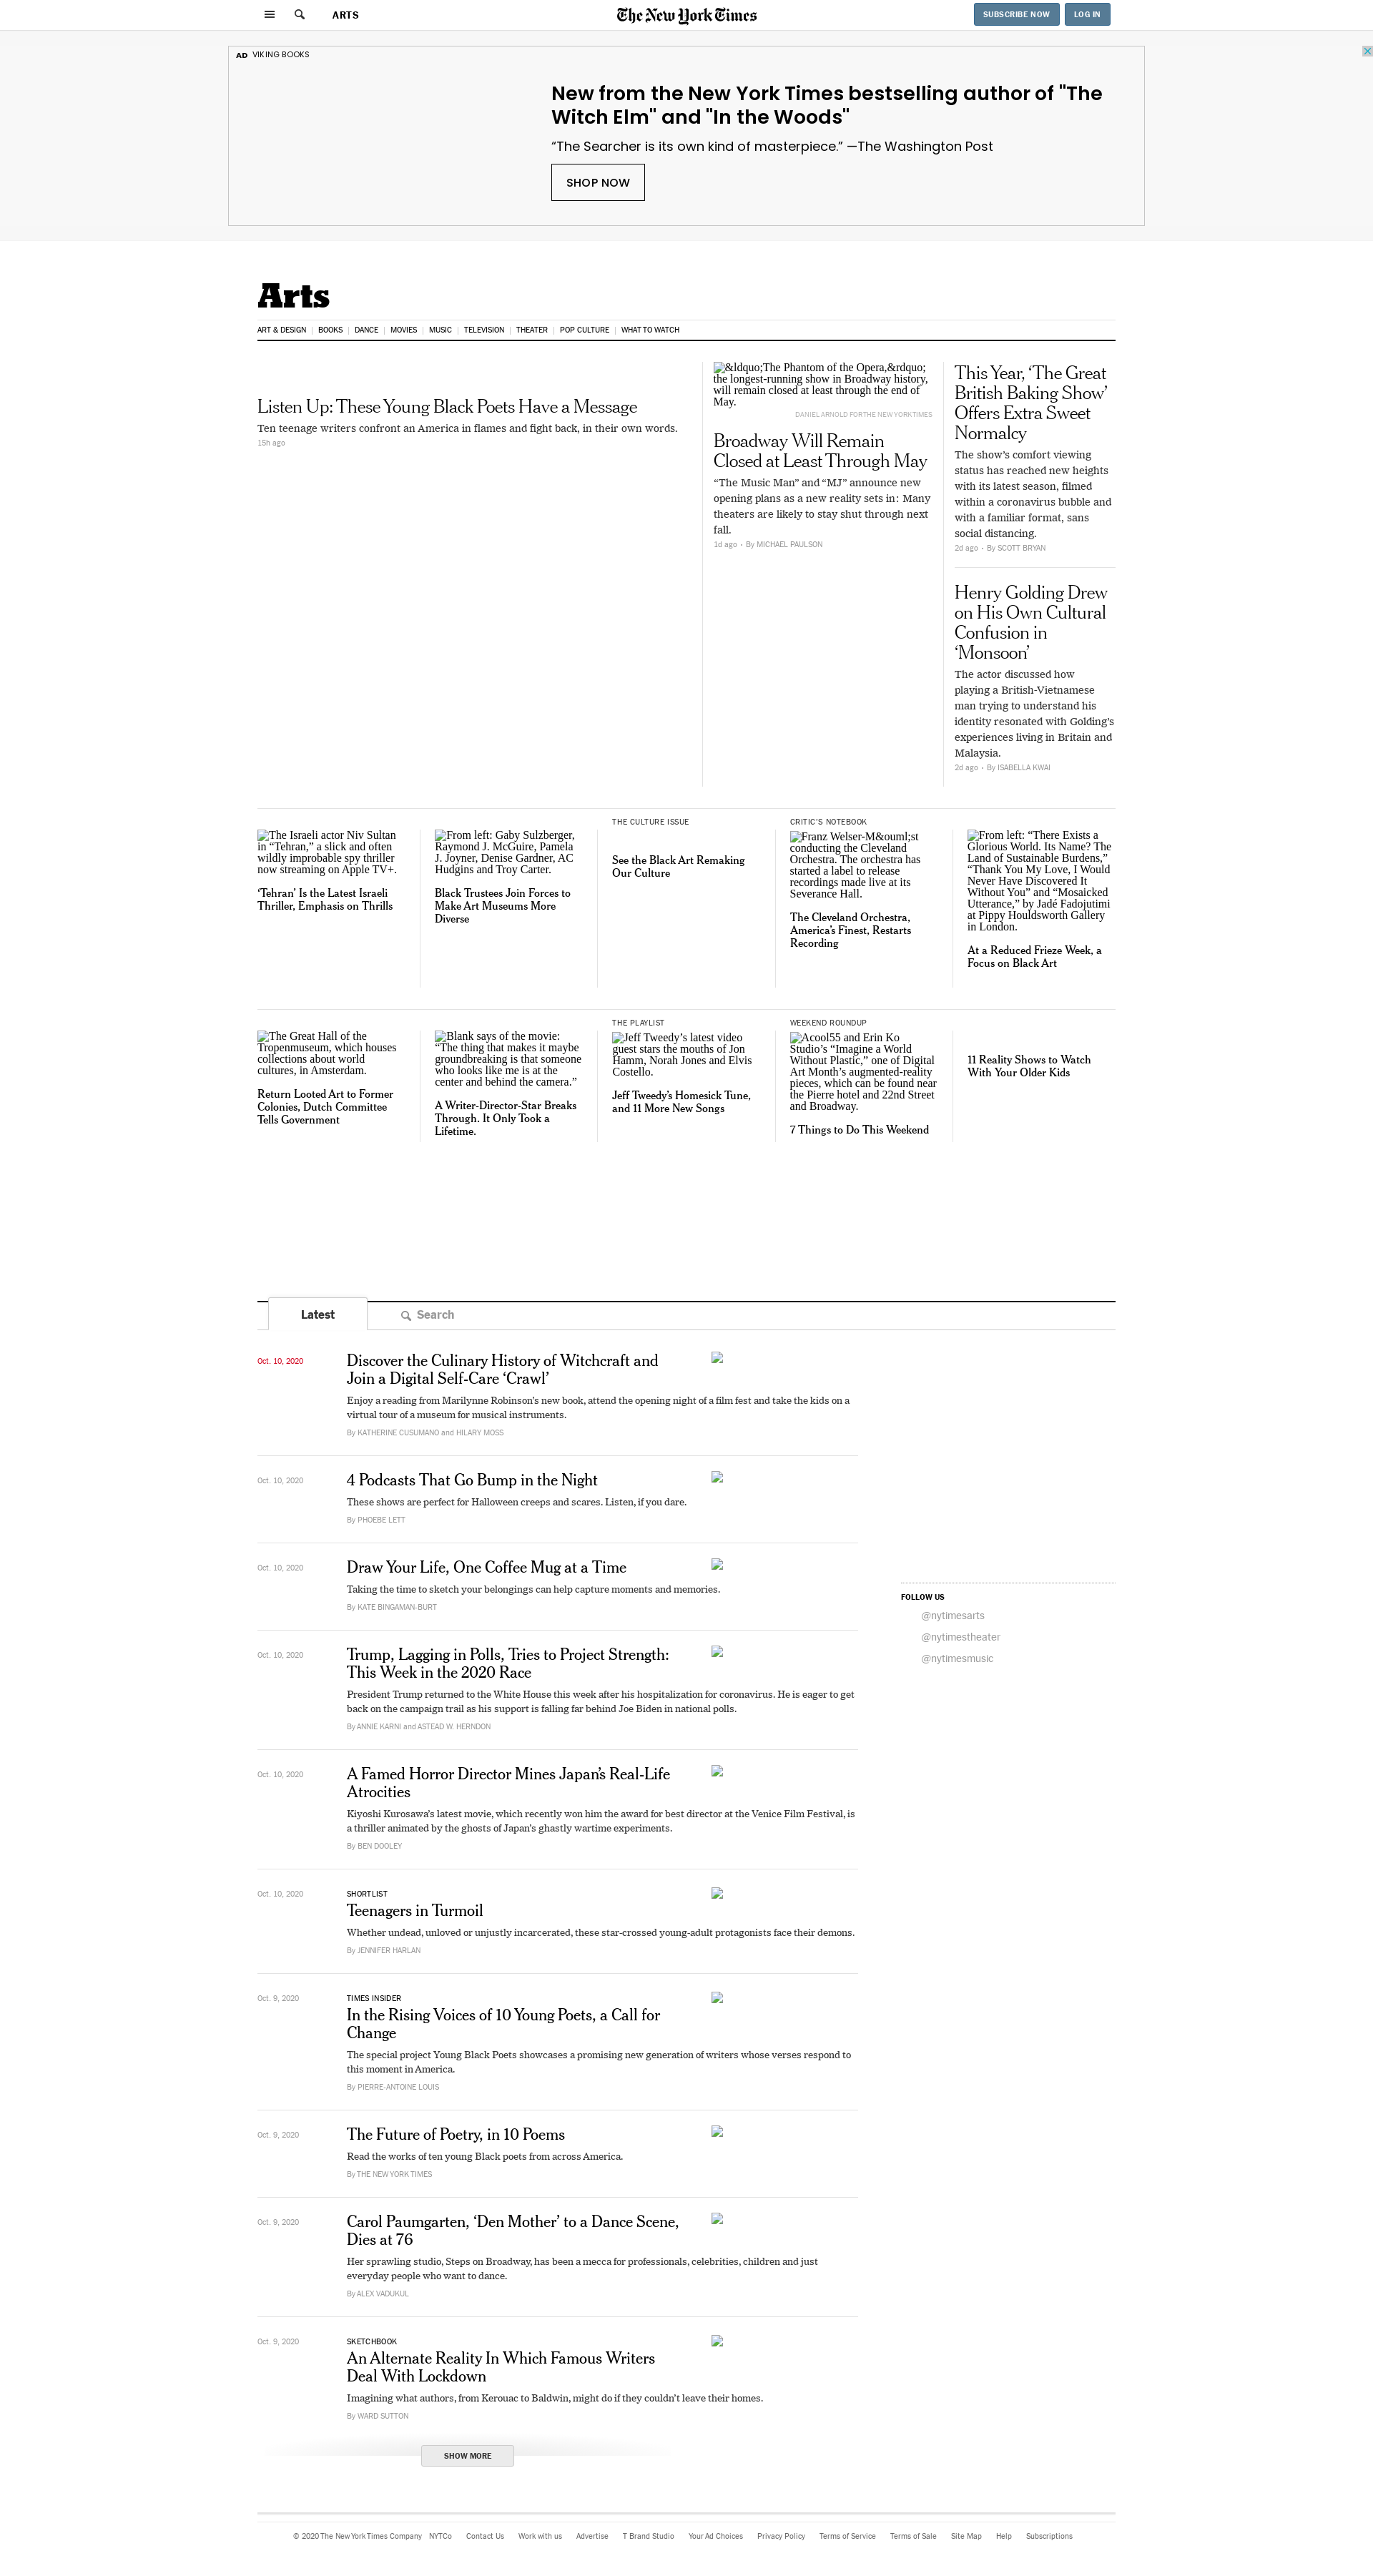 ARTS
The New York Times
SUBSCRIBE NOW
LOG IN
AD VIKING BOOKS
New from the New York Times bestselling author of "The
Witch Elm" and "In the Woods"
“The Searcher is its own kind of masterpiece.” —The Washington Post
SHOP NOW
Arts
ART & DESIGN
BOOKS
DANCE
MOVIES
MUSIC
TELEVISION
THEATER
POP CULTURE
WHAT TO WATCH
Listen Up: These Young Black Poets Have a Message
Ten teenage writers confront an America in flames and fight back, in their own words.
15h ago
&ldquo;The Phantom of the Opera,&rdquo;
the longest-running show in Broadway history,
will remain closed at least through the end of
May.
DANIEL ARNOLD FOR THE NEW YORK TIMES
Broadway Will Remain
Closed at Least Through May
“The Music Man” and “MJ” announce new
opening plans as a new reality sets in: Many
theaters are likely to stay shut through next
fall.
1d ago • By MICHAEL PAULSON
This Year, ‘The Great
British Baking Show’
Offers Extra Sweet
Normalcy
The show’s comfort viewing
status has reached new heights
with its latest season, filmed
within a coronavirus bubble and
with a familiar format, sans
social distancing.
2d ago • By SCOTT BRYAN
Henry Golding Drew
on His Own Cultural
Confusion in
‘Monsoon’
The actor discussed how
playing a British-Vietnamese
man trying to understand his
identity resonated with Golding’s
experiences living in Britain and
Malaysia.
2d ago • By ISABELLA KWAI
The Israeli actor Niv Sultan
in “Tehran,” a slick and often
wildly improbable spy thriller
now streaming on Apple TV+.
‘Tehran’ Is the Latest Israeli
Thriller, Emphasis on Thrills
From left: Gaby Sulzberger,
Raymond J. McGuire, Pamela
J. Joyner, Denise Gardner, AC
Hudgins and Troy Carter.
Black Trustees Join Forces to
Make Art Museums More
Diverse
THE CULTURE ISSUE
See the Black Art Remaking
Our Culture
CRITIC’S NOTEBOOK
Franz Welser-M&ouml;st
conducting the Cleveland
Orchestra. The orchestra has
started a label to release
recordings made live at its
Severance Hall.
The Cleveland Orchestra,
America’s Finest, Restarts
Recording
From left: “There Exists a
Glorious World. Its Name? The
Land of Sustainable Burdens,”
“Thank You My Love, I Would
Never Have Discovered It
Without You” and “Mosaicked
Utterance,” by Jadé Fadojutimi
at Pippy Houldsworth Gallery
in London.
At a Reduced Frieze Week, a
Focus on Black Art
The Great Hall of the
Tropenmuseum, which houses
collections about world
cultures, in Amsterdam.
Return Looted Art to Former
Colonies, Dutch Committee
Tells Government
Blank says of the movie:
“The thing that makes it maybe
groundbreaking is that someone
who looks like me is at the
center and behind the camera.”
A Writer-Director-Star Breaks
Through. It Only Took a
Lifetime.
THE PLAYLIST
Jeff Tweedy’s latest video
guest stars the mouths of Jon
Hamm, Norah Jones and Elvis
Costello.
Jeff Tweedy’s Homesick Tune,
and 11 More New Songs
WEEKEND ROUNDUP
Acool55 and Erin Ko
Studio’s “Imagine a World
Without Plastic,” one of Digital
Art Month’s augmented-reality
pieces, which can be found near
the Pierre hotel and 22nd Street
and Broadway.
7 Things to Do This Weekend
11 Reality Shows to Watch
With Your Older Kids
Latest
Search
Oct. 10, 2020
Discover the Culinary History of Witchcraft and
Join a Digital Self-Care ‘Crawl’
Enjoy a reading from Marilynne Robinson’s new book, attend the opening night of a film fest and take the kids on a
virtual tour of a museum for musical instruments.
By KATHERINE CUSUMANO and HILARY MOSS
Oct. 10, 2020
4 Podcasts That Go Bump in the Night
These shows are perfect for Halloween creeps and scares. Listen, if you dare.
By PHOEBE LETT
Oct. 10, 2020
Draw Your Life, One Coffee Mug at a Time
Taking the time to sketch your belongings can help capture moments and memories.
By KATE BINGAMAN-BURT
Oct. 10, 2020
Trump, Lagging in Polls, Tries to Project Strength:
This Week in the 2020 Race
President Trump returned to the White House this week after his hospitalization for coronavirus. He is eager to get
back on the campaign trail as his support is falling far behind Joe Biden in national polls.
By ANNIE KARNI and ASTEAD W. HERNDON
Oct. 10, 2020
A Famed Horror Director Mines Japan’s Real-Life
Atrocities
Kiyoshi Kurosawa’s latest movie, which recently won him the award for best director at the Venice Film Festival, is
a thriller animated by the ghosts of Japan’s ghastly wartime experiments.
By BEN DOOLEY
Oct. 10, 2020
SHORTLIST
Teenagers in Turmoil
Whether undead, unloved or unjustly incarcerated, these star-crossed young-adult protagonists face their demons.
By JENNIFER HARLAN
Oct. 9, 2020
TIMES INSIDER
In the Rising Voices of 10 Young Poets, a Call for
Change
The special project Young Black Poets showcases a promising new generation of writers whose verses respond to
this moment in America.
By PIERRE-ANTOINE LOUIS
Oct. 9, 2020
The Future of Poetry, in 10 Poems
Read the works of ten young Black poets from across America.
By THE NEW YORK TIMES
Oct. 9, 2020
Carol Paumgarten, ‘Den Mother’ to a Dance Scene,
Dies at 76
Her sprawling studio, Steps on Broadway, has been a mecca for professionals, celebrities, children and just
everyday people who want to dance.
By ALEX VADUKUL
Oct. 9, 2020
SKETCHBOOK
An Alternate Reality In Which Famous Writers
Deal With Lockdown
Imagining what authors, from Kerouac to Baldwin, might do if they couldn’t leave their homes.
By WARD SUTTON
SHOW MORE
FOLLOW US
@nytimesarts
@nytimestheater
@nytimesmusic
© 2020 The New York Times Company NYTCo Contact Us Work with us Advertise T Brand Studio Your Ad Choices Privacy Policy Terms of Service Terms of Sale Site Map Help Subscriptions